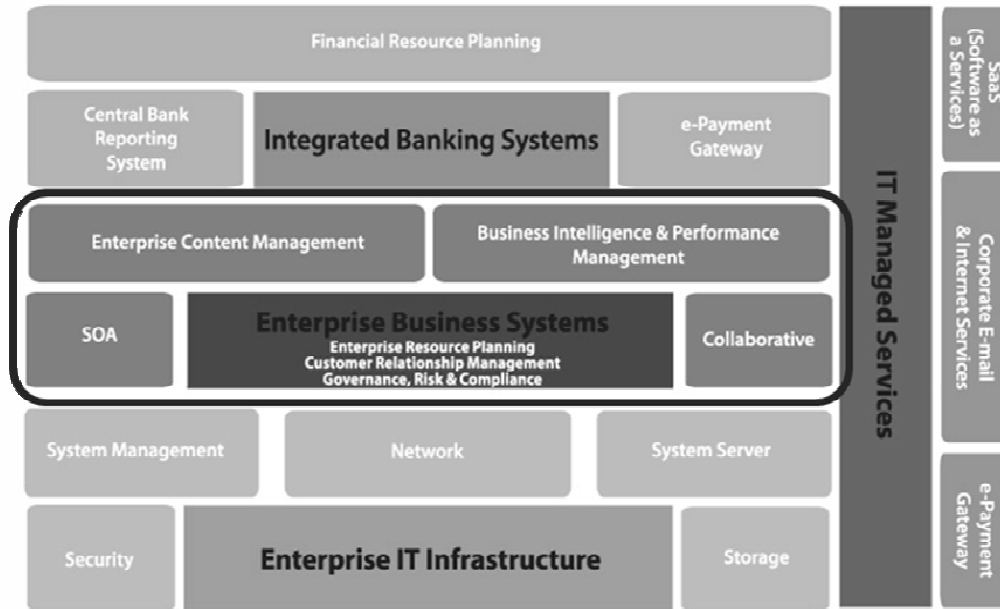 Financial Resource Planning
Central Bank
Reporting
System
Integrated Banking Systems
e-Payment
Gateway
Enterprise Content Management
Business Intelligence & Performance
Management
SOA
Enterprise Business Systems
Enterprise Resource Planning
Customer Relationship Management
Governance, Risk & Compliance
Collaborative
System Management
Network
System Server
Security
Enterprise IT Infrastructure
Storage
IT Managed Services
SaaS
(Software as
a Services)
Corporate E-mail
& Internet Services
e-Payment
Gateway